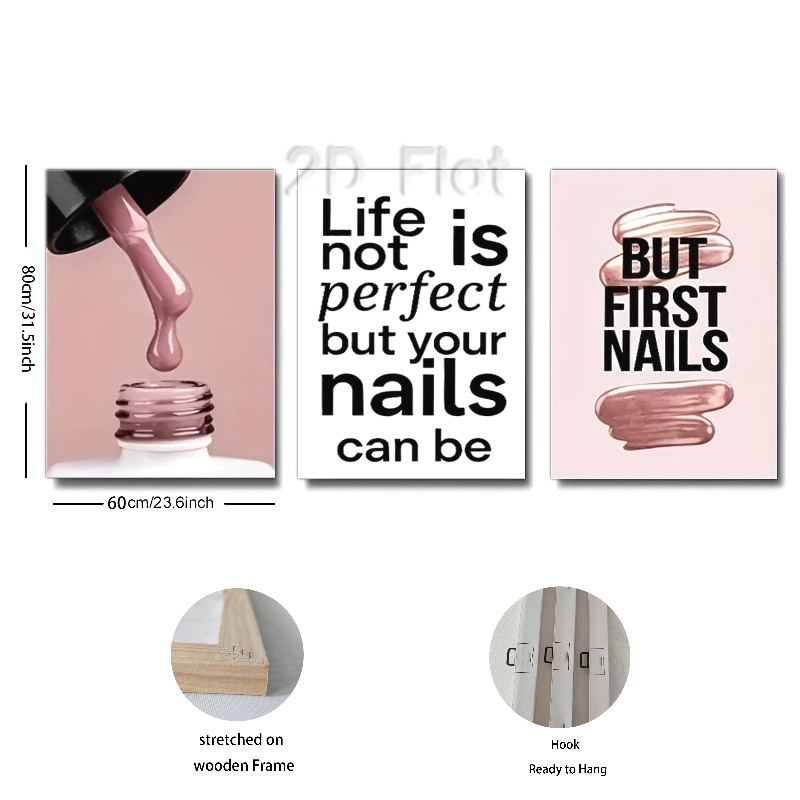 2D Flat
Life is
not
perfect
but your
nails
can be
BUT
FIRST
NAILS
80cm/31.5inch
60cm/23.6inch
stretched on
wooden Frame
Hook
Ready to Hang